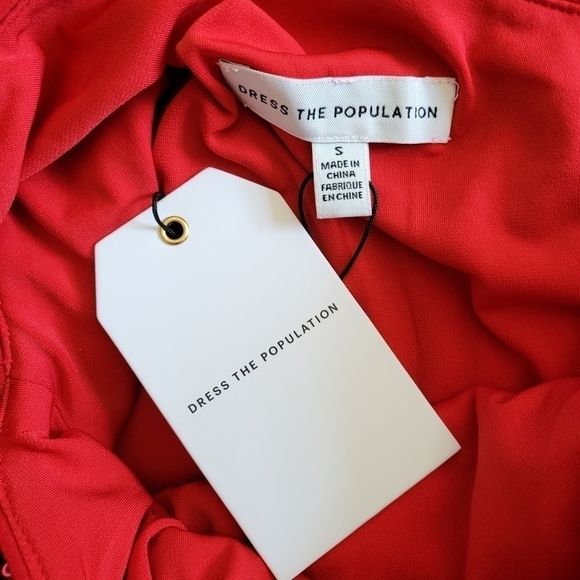 DRESS THE POPULATION
S
MADE IN
CHINA
FABRIQUE
EN CHINE
DRESS THE POPULATION